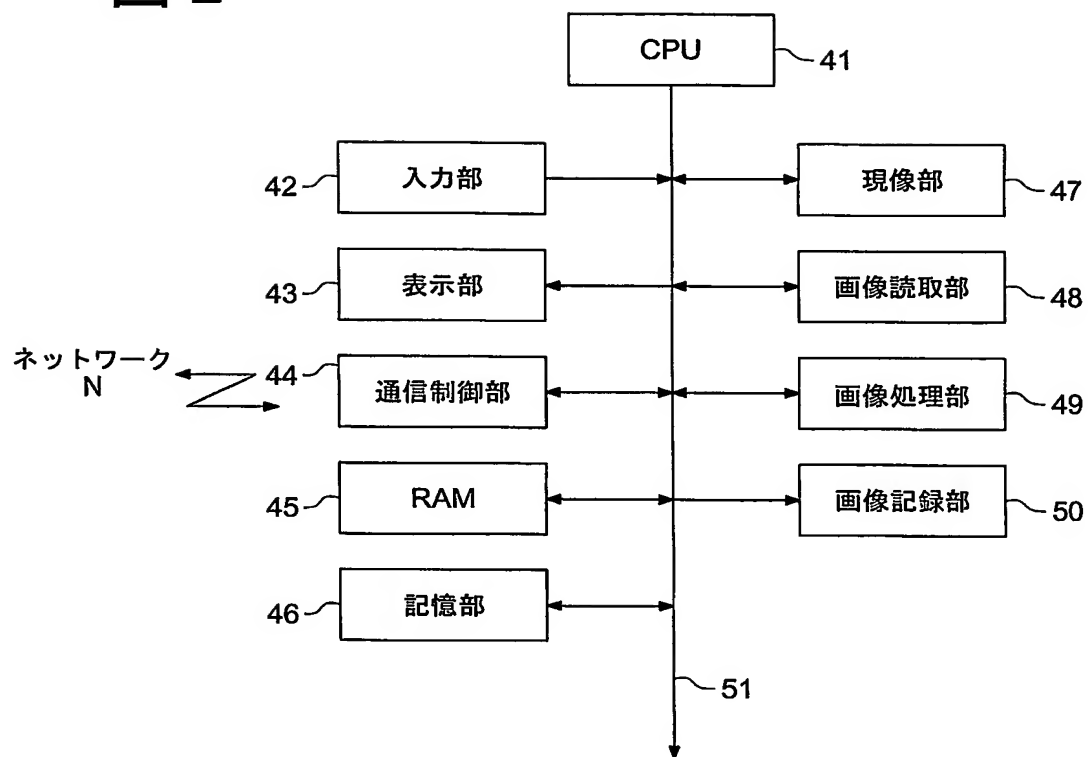 CPU
41
42
入力部
現像部
47
43
表示部
画像読取部
48
ネットワーク
N
44
通信制御部
画像処理部
49
45
RAM
画像記録部
50
46
記憶部
51